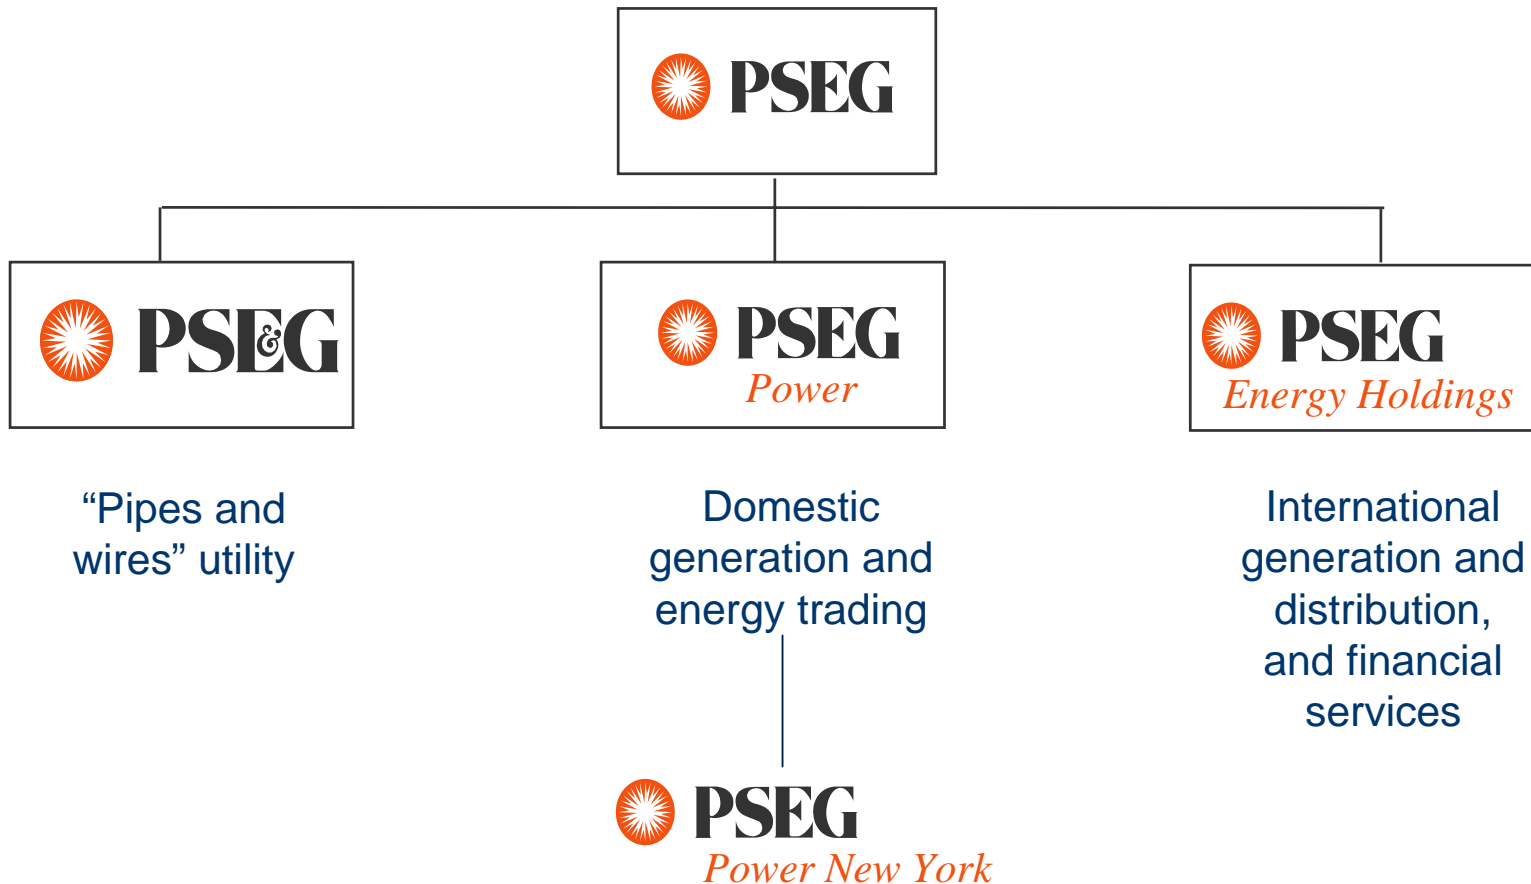 PSEG
PSE&G
PSEG
Power
PSEG
Energy Holdings
“Pipes and
wires” utility
Domestic
generation and
energy trading
International
generation and
distribution,
and financial
services
PSEG
Power New York